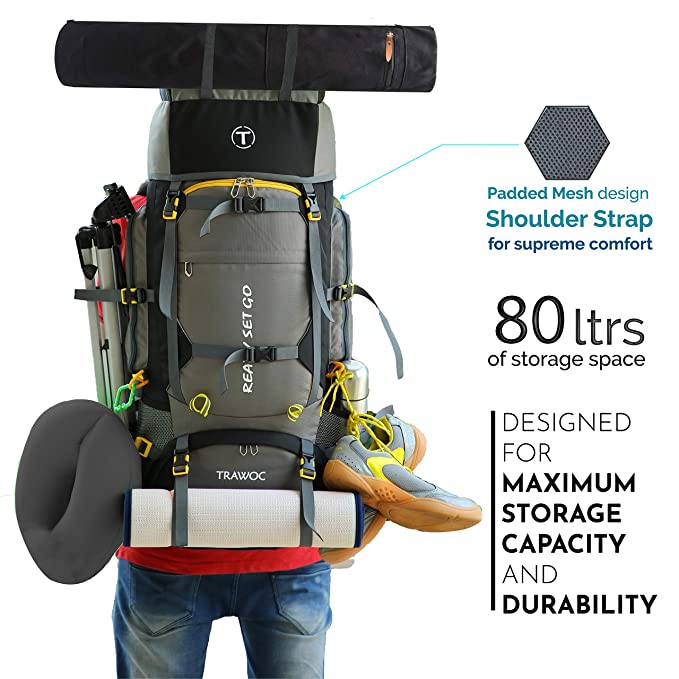 T
Padded Mesh design
Shoulder Strap
for supreme comfort
80 ltrs
of storage space
READY SET GO
TRAWOC
DESIGNED
FOR
MAXIMUM
STORAGE
CAPACITY
AND
DURABILITY